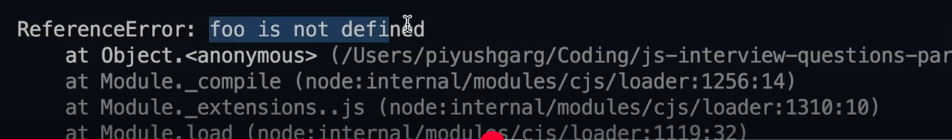 ReferenceError: foo is not defined
at Object.<anonymous> (/Users/piyushgarg/Coding/js-interview-questions-par
at Module._compile (node:internal/modules/cjs/loader:1256:14)
at Module._extensions..js (node:internal/modules/cjs/loader:1310:10)
at Module.load (node:internal/modules/cjs/loader:1119:32)